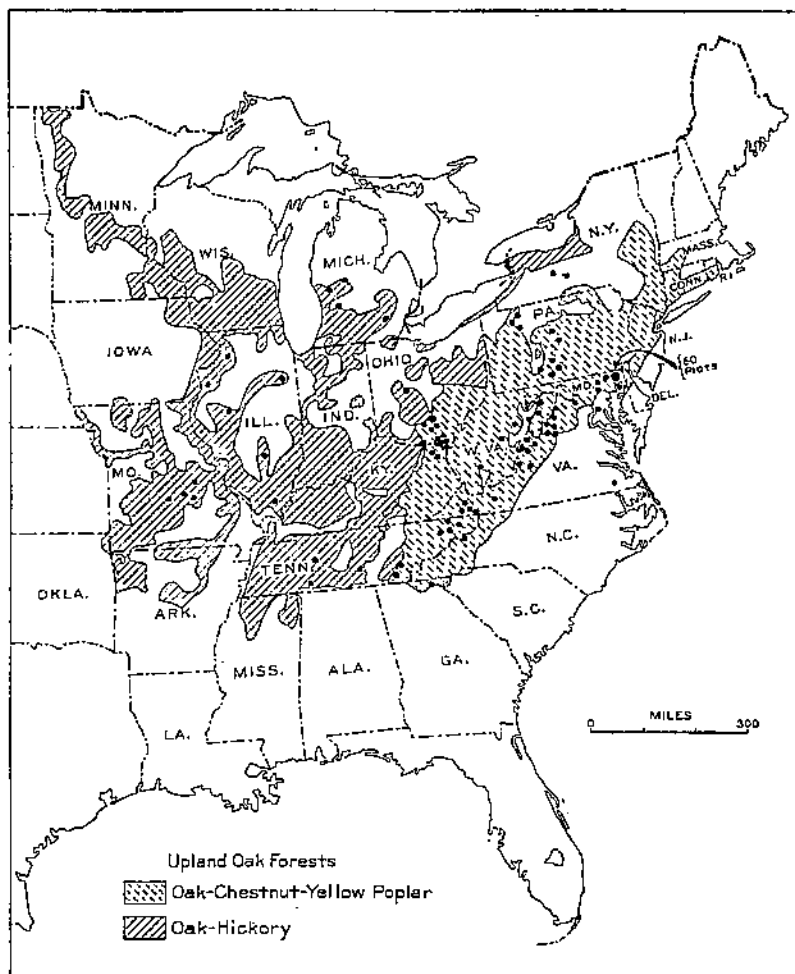 MINN.
WIS.
MICH.
N.Y.
MASS.
CONN.
R.I.
IOWA
PA.
OHIO
N.J.
60
PLOTS
ILL.
IND.
MD.
DEL.
MO.
KY.
W. VA.
VA.
TENN.
N.C.
OKLA.
ARK.
S.C.
MISS.
ALA.
GA.
LA.
MILES
0 300
Upland Oak Forests
Oak-Chestnut-Yellow Poplar
Oak-Hickory